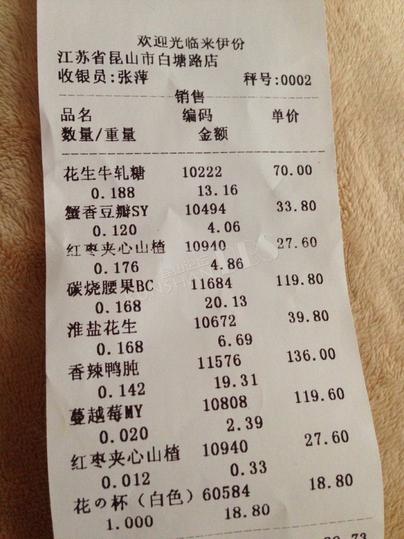 欢迎光临来伊份
江苏省昆山市白塘路店
收银员:张萍 秤号:0002
销售
品名 编码 单价
数量/重量 金额
花生牛轧糖 10222 70.00
0.188 13.16
蟹香豆瓣SY 10494 33.80
0.120 4.06
红枣夹心山楂 10940 27.60
0.176 4.86
碳烧腰果BC 11684 119.80
0.168 20.13
淮盐花生 10672 39.80
0.168 6.69
香辣鸭肫 11576 136.00
0.142 19.31
蔓越莓MY 10808 119.60
0.020 2.39
红枣夹心山楂 10940 27.60
0.012 0.33
花の杯（白色）60584 18.80
1.000 18.80